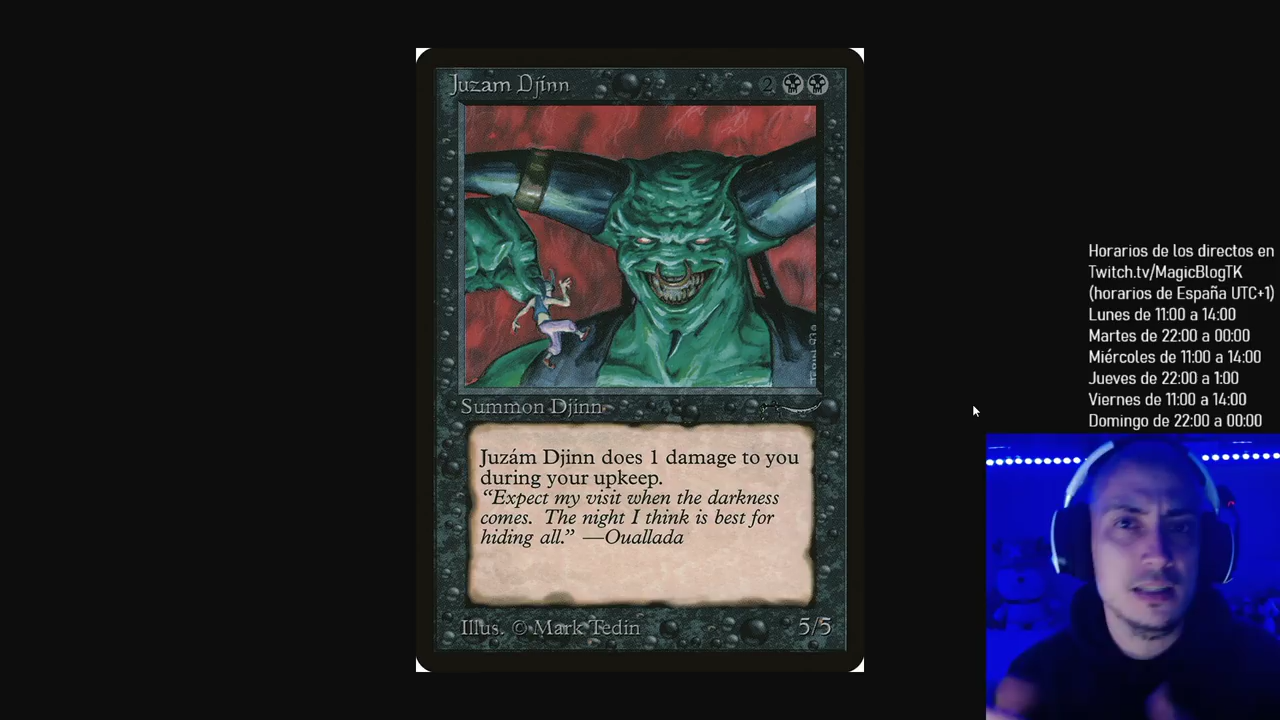 Juzam Djinn
2
Summon Djinn
Juzám Djinn does 1 damage to you
during your upkeep.
“Expect my visit when the darkness
comes.  The night I think is best for
hiding all.” —Ouallada
Illus. © Mark Tedin
5/5
Horarios de los directos en
Twitch.tv/MagicBlogTK
(horarios de España UTC+1)
Lunes de 11:00 a 14:00
Martes de 22:00 a 00:00
Miércoles de 11:00 a 14:00
Jueves de 22:00 a 1:00
Viernes de 11:00 a 14:00
Domingo de 22:00 a 00:00